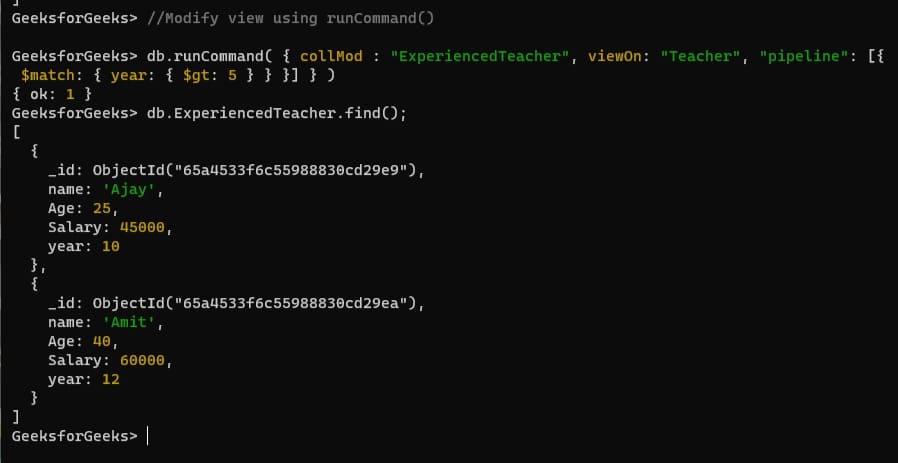 ]
GeeksforGeeks> //Modify view using runCommand()
GeeksforGeeks> db.runCommand( { collMod : "ExperiencedTeacher", viewOn: "Teacher", "pipeline": [{
$match: { year: { $gt: 5 } } }] } )
{ ok: 1 }
GeeksforGeeks> db.ExperiencedTeacher.find();
[
  {
    _id: ObjectId("65a4533f6c55988830cd29e9"),
    name: 'Ajay',
    Age: 25,
    Salary: 45000,
    year: 10
  },
  {
    _id: ObjectId("65a4533f6c55988830cd29ea"),
    name: 'Amit',
    Age: 40,
    Salary: 60000,
    year: 12
  }
]
GeeksforGeeks>